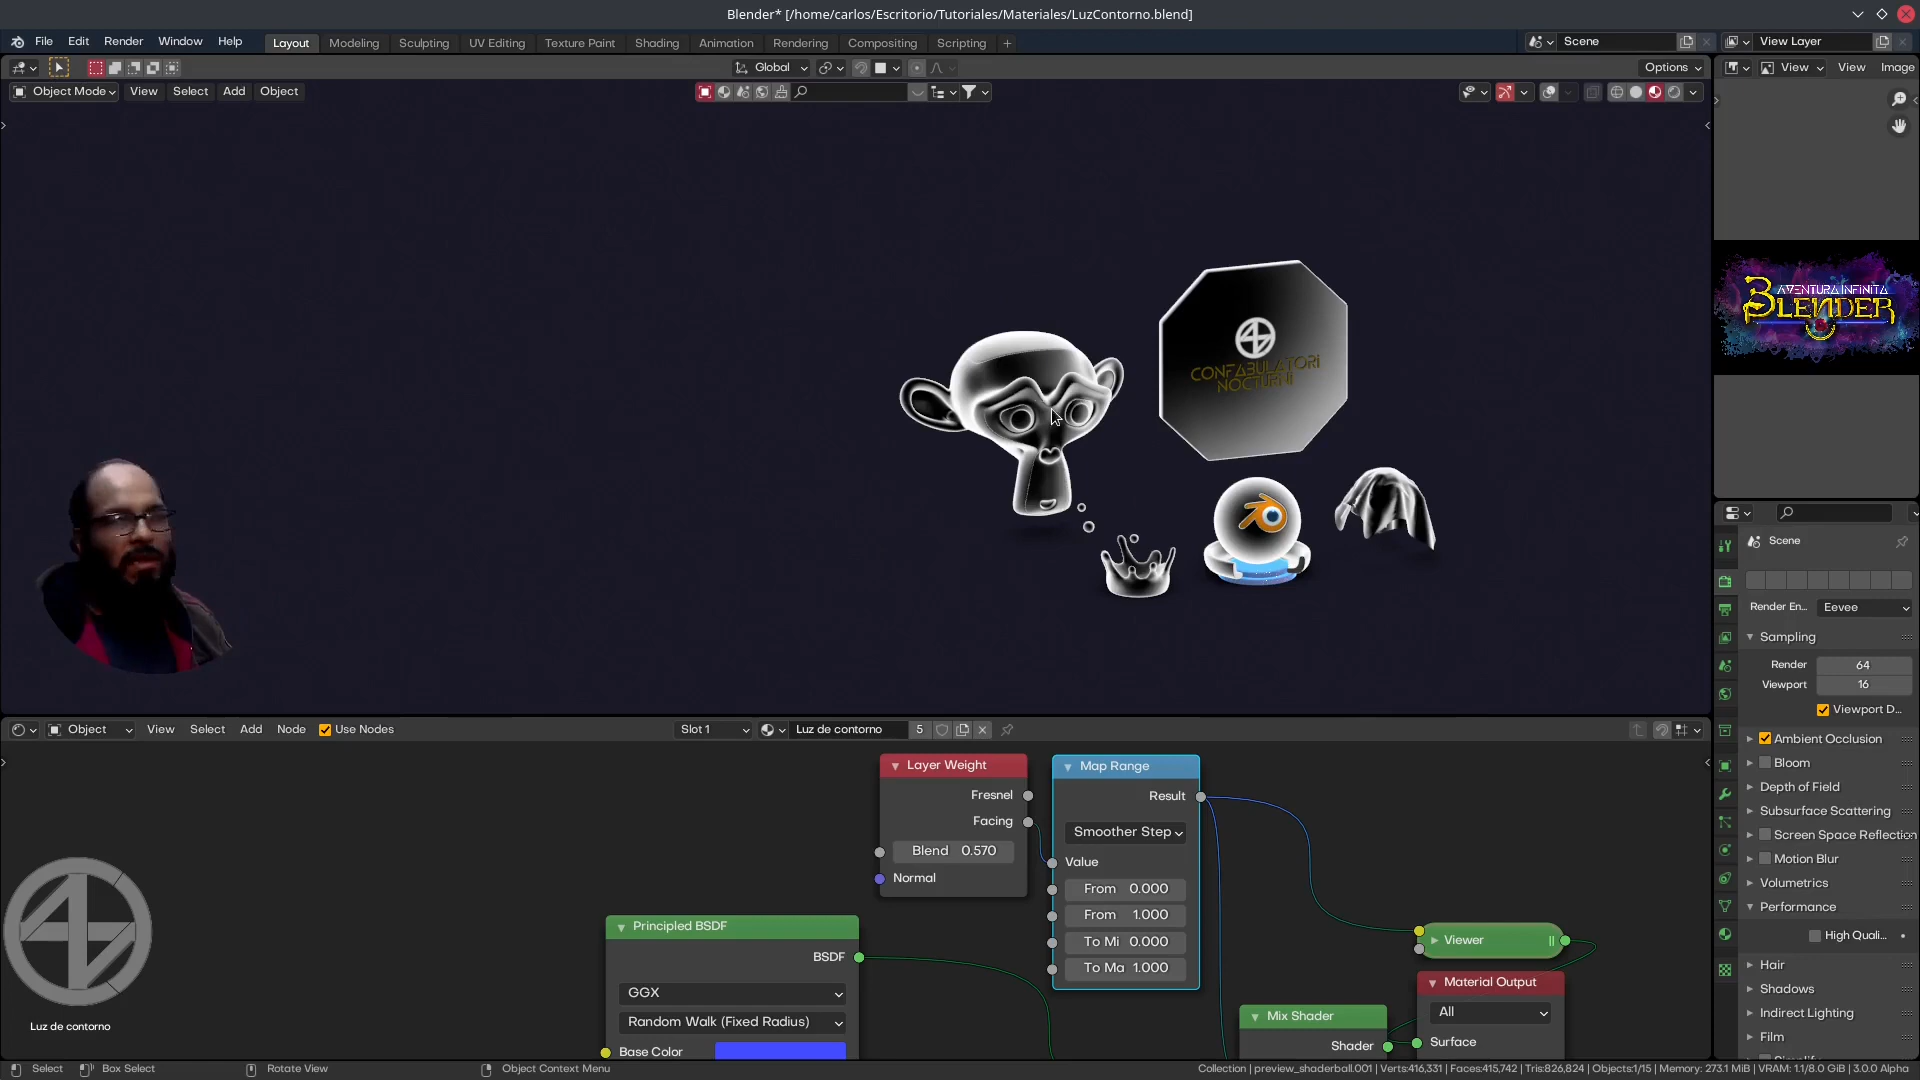 Blender* [/home/carlos/Escritorio/Tutoriales/Materiales/LuzContorno.blend]
File Edit Render Window Help Layout Modeling Sculpting UV Editing Texture Paint Shading Animation Rendering Compositing Scripting + Scene View Layer
Global Options View View Image
Object Mode View Select Add Object
CONFABULATORI
NOCTURNI
AVENTURA INFINITA
BLENDER
Scene
Render En... Eevee
Sampling
Render 64
Viewport 16
Viewport D...
Ambient Occlusion
Bloom
Depth of Field
Subsurface Scattering
Screen Space Reflection
Motion Blur
Volumetrics
Performance
High Quali...
Hair
Shadows
Indirect Lighting
Film
Object View Select Add Node Use Nodes Slot 1 Luz de contorno 5
Layer Weight
Fresnel
Facing
Blend 0.570
Normal
Map Range
Result
Smoother Step
Value
From 0.000
From 1.000
To Mi 0.000
To Ma 1.000
Principled BSDF
BSDF
GGX
Random Walk (Fixed Radius)
Base Color
Viewer
Material Output
All
Surface
Mix Shader
Shader
Luz de contorno
Select Box Select Rotate View Object Context Menu Collection | preview_shaderball.001 | Verts:416,331 | Faces:415,742 | Tris:826,824 | Objects:1/15 | Memory: 273.1 MiB | VRAM: 1.1/8.0 GiB | 3.0.0 Alpha